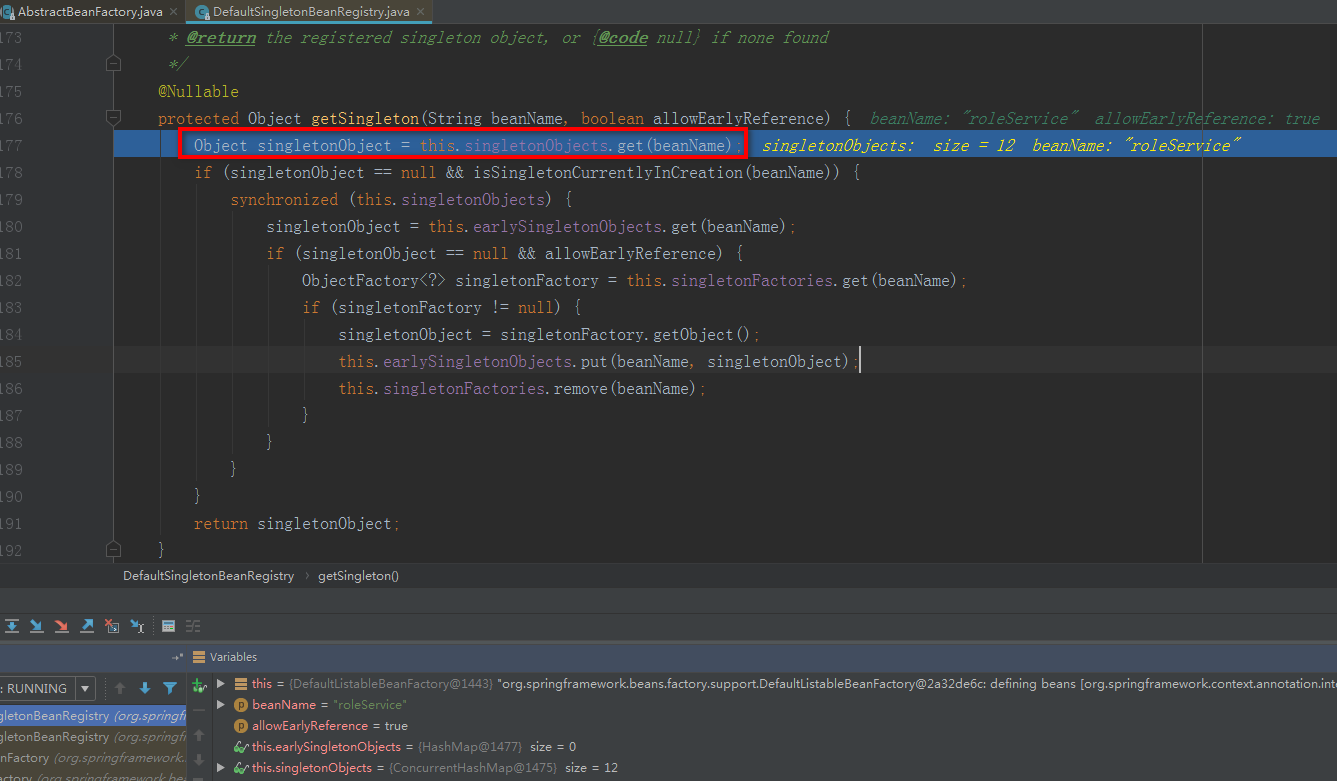 AbstractBeanFactory.java × DefaultSingletonBeanRegistry.java ×
173 * @return the registered singleton object, or {@code null} if none found
174 */
175 @Nullable
176 protected Object getSingleton(String beanName, boolean allowEarlyReference) { beanName: "roleService" allowEarlyReference: true
177 Object singletonObject = this.singletonObjects.get(beanName); singletonObjects: size = 12 beanName: "roleService"
178 if (singletonObject == null && isSingletonCurrentlyInCreation(beanName)) {
179 synchronized (this.singletonObjects) {
180 singletonObject = this.earlySingletonObjects.get(beanName);
181 if (singletonObject == null && allowEarlyReference) {
182 ObjectFactory<?> singletonFactory = this.singletonFactories.get(beanName);
183 if (singletonFactory != null) {
184 singletonObject = singletonFactory.getObject();
185 this.earlySingletonObjects.put(beanName, singletonObject);
186 this.singletonFactories.remove(beanName);
187 }
188 }
189 }
190 }
191 return singletonObject;
192 }
DefaultSingletonBeanRegistry › getSingleton()
Variables
: RUNNING
this = {DefaultListableBeanFactory@1443} "org.springframework.beans.factory.support.DefaultListableBeanFactory@2a32de6c: defining beans [org.springframework.context.annotation.inte
gletonBeanRegistry (org.springfr
beanName = "roleService"
allowEarlyReference = true
gletonBeanRegistry (org.springfr
this.earlySingletonObjects = {HashMap@1477} size = 0
nFactory (org.springframework.
this.singletonObjects = {ConcurrentHashMap@1475} size = 12
actory (org.springframework.be